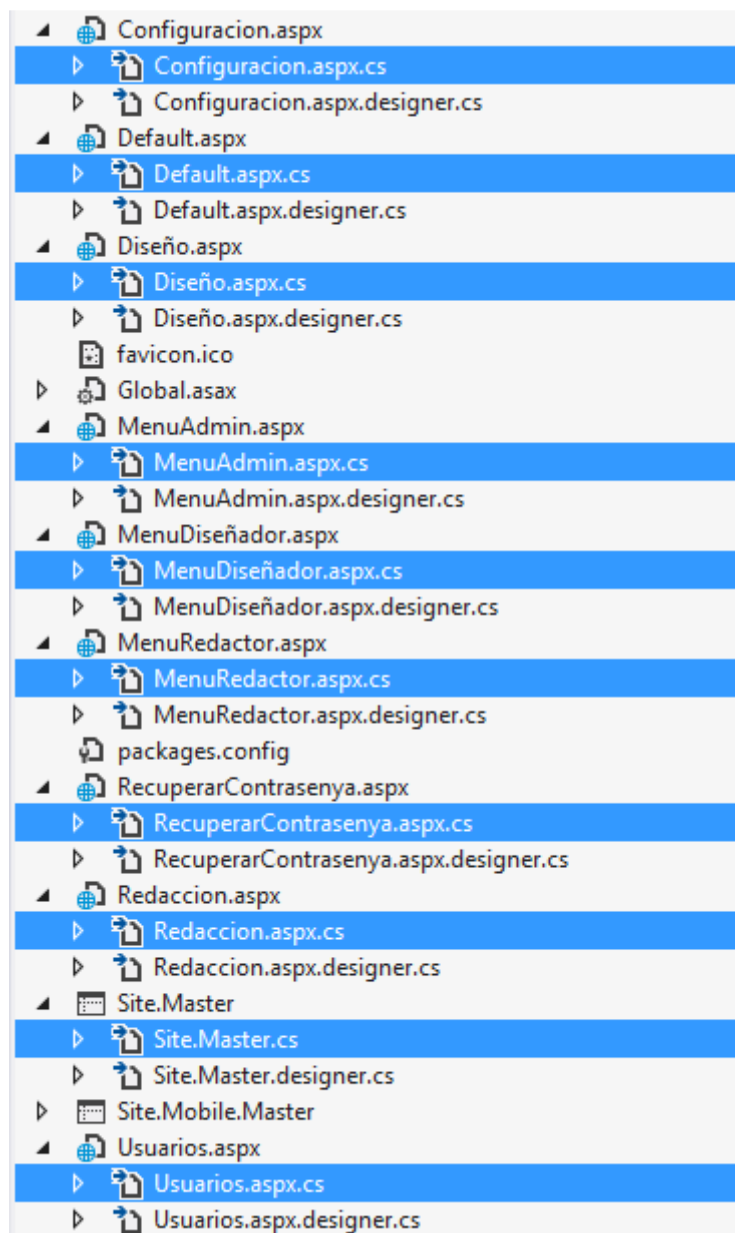 Configuracion.aspx
Configuracion.aspx.cs
Configuracion.aspx.designer.cs
Default.aspx
Default.aspx.cs
Default.aspx.designer.cs
Diseño.aspx
Diseño.aspx.cs
Diseño.aspx.designer.cs
favicon.ico
Global.asax
MenuAdmin.aspx
MenuAdmin.aspx.cs
MenuAdmin.aspx.designer.cs
MenuDiseñador.aspx
MenuDiseñador.aspx.cs
MenuDiseñador.aspx.designer.cs
MenuRedactor.aspx
MenuRedactor.aspx.cs
MenuRedactor.aspx.designer.cs
packages.config
RecuperarContrasenya.aspx
RecuperarContrasenya.aspx.cs
RecuperarContrasenya.aspx.designer.cs
Redaccion.aspx
Redaccion.aspx.cs
Redaccion.aspx.designer.cs
Site.Master
Site.Master.cs
Site.Master.designer.cs
Site.Mobile.Master
Usuarios.aspx
Usuarios.aspx.cs
Usuarios.aspx.designer.cs